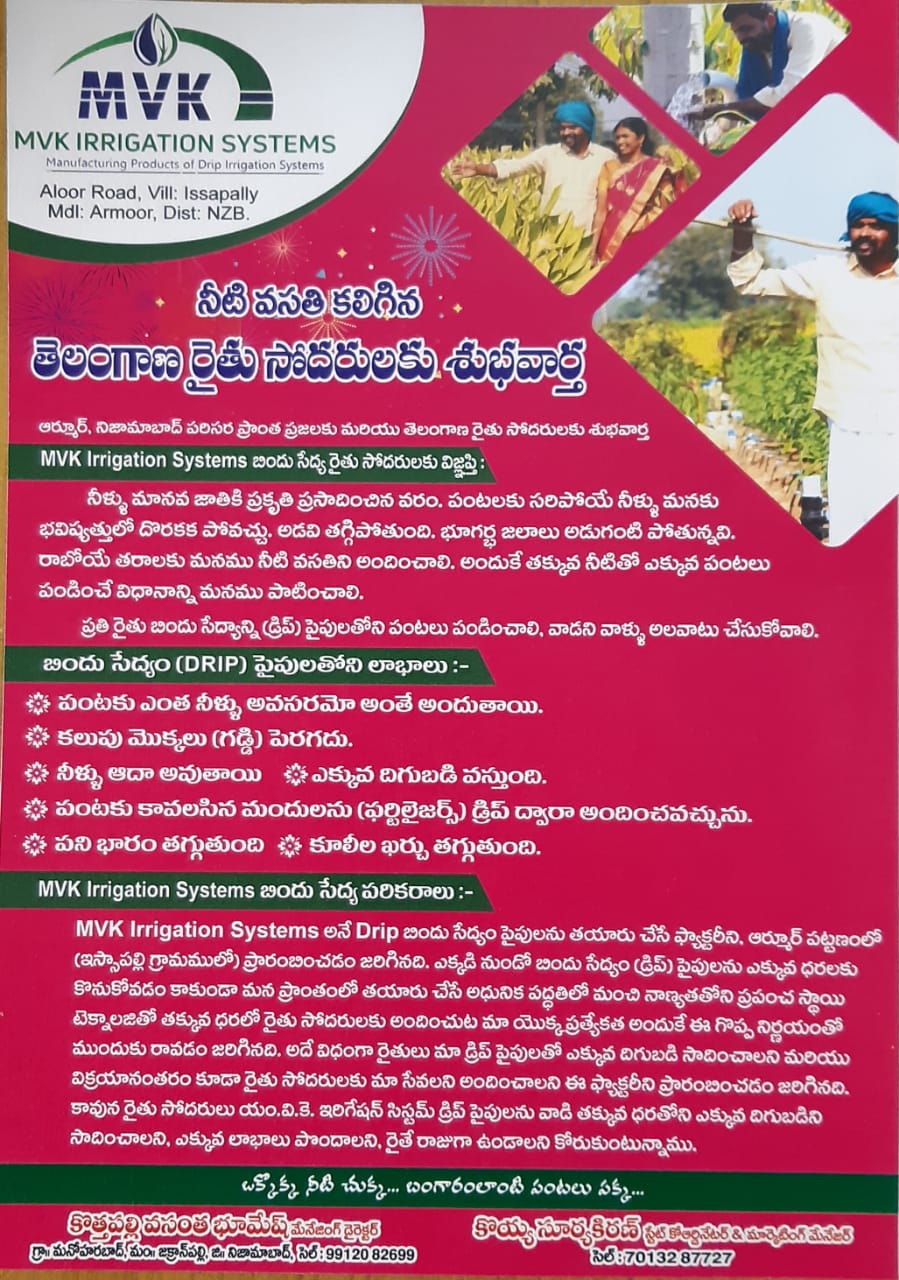 MVK
MVK IRRIGATION SYSTEMS
Manufacturing Products of Drip Irrigation Systems
Aloor Road, Vill: Issapally
Mdl: Armoor, Dist: NZB.
నీటి వసతి కలిగిన
తెలంగాణ రైతు సోదరులకు శుభవార్త
ఆర్మూర్, నిజామాబాద్ పరిసర ప్రాంత ప్రజలకు మరియు తెలంగాణ రైతు సోదరులకు శుభవార్త
MVK Irrigation Systems బిందు సేద్య రైతు సోదరులకు విజ్ఞప్తి :
నీళ్ళు మానవ జాతికి ప్రకృతి ప్రసాదించిన వరం. పంటలకు సరిపోయే నీళ్ళు మనకు
భవిష్యత్తులో దొరకక పోవచ్చు. అడవి తగ్గిపోతుంది. భూగర్భ జలాలు అడుగంటి పోతున్నవి.
రాబోయే తరాలకు మనము నీటి వసతిని అందించాలి. అందుకే తక్కువ నీటితో ఎక్కువ పంటలు
పండించే విధానాన్ని మనము పాటించాలి.
ప్రతి రైతు బిందు సేద్యాన్ని (డ్రిప్) పైపులతోని పంటలు పండించాలి, వాడని వాళ్ళు అలవాటు చేసుకోవాలి.
బిందు సేద్యం (DRIP) పైపులతోని లాభాలు :-
పంటకు ఎంత నీళ్ళు అవసరమో అంతే అందుతాయి.
కలుపు మొక్కలు (గడ్డి) పెరగదు.
నీళ్లు ఆదా అవుతాయి ఎక్కువ దిగుబడి వస్తుంది.
పంటకు కావలసిన మందులను (ఫర్టిలైజర్స్) డ్రిప్ ద్వారా అందించవచ్చును.
పని భారం తగ్గుతుంది కూలీల ఖర్చు తగ్గుతుంది.
MVK Irrigation Systems బిందు సేద్య పరికరాలు :-
MVK Irrigation Systems అనే Drip బిందు సేద్యం పైపులను తయారు చేసే ఫ్యాక్టరీని, ఆర్మూర్ పట్టణంలో
(ఇస్సాపల్లి గ్రామములో) ప్రారంబించడం జరిగినది. ఎక్కడి నుండో బిందు సేద్యం (డ్రిప్) పైపులను ఎక్కువ ధరలకు
కొనుకోవడం కాకుండా మన ప్రాంతంలో తయారు చేసే అధునిక పద్ధతిలో మంచి నాణ్యతతోని ప్రపంచ స్థాయి
టెక్నాలజితో తక్కువ ధరలో రైతు సోదరులకు అందించుట మా యొక్క ప్రత్యేకత అందుకే ఈ గొప్ప నిర్ణయంతో
ముందుకు రావడం జరిగినది. అదే విధంగా రైతులు మా డ్రిప్ పైపులతో ఎక్కువ దిగుబడి సాదించాలని మరియు
విక్రయానంతరం కూడా రైతు సోదరులకు మా సేవలని అందించాలని ఈ ఫ్యాక్టరీని ప్రారంబించడం జరిగినది.
కావున రైతు సోదరులు యం.వి.కె. ఇరిగేషన్ సిస్టమ్ డ్రిప్ పైపులను వాడి తక్కువ ధరతోని ఎక్కువ దిగుబడిని
సాదించాలని, ఎక్కువ లాభాలు పొందాలని, రైతే రాజుగా ఉండాలని కోరుకుంటున్నాము.
ఒక్కొక్క నీటి చుక్క... బంగారంలాంటి పంటలు పక్క...
కొత్తపల్లి వసంత భూమేష్ మేనేజింగ్ డైరెక్టర్
గ్రా॥ మనోహరబాద్, మం॥ జక్రాన్‌పల్లి, జి॥ నిజామాబాద్, సెల్ : 99120 82699
కొయ్య సూర్యకిరణ్ స్టేట్ కోఆర్డినేటర్ & మార్కెటింగ్ మేనేజర్
సెల్ : 70132 87727